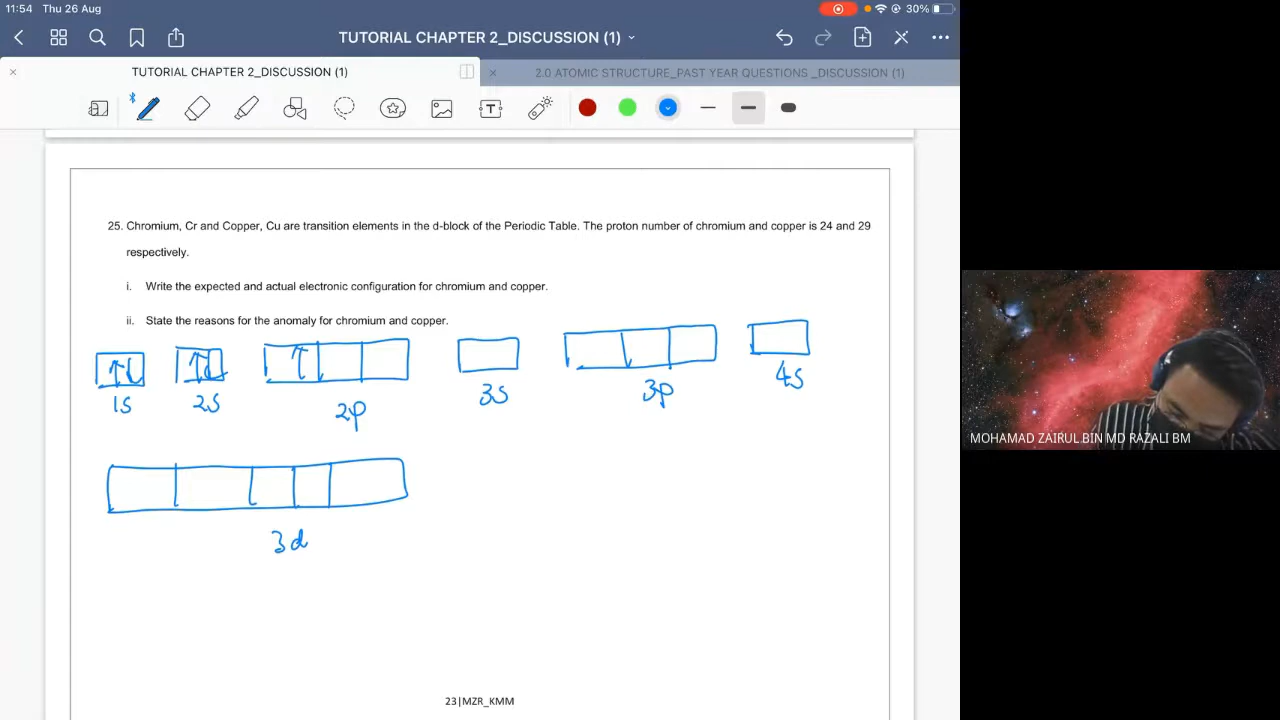 11:54 Thu 26 Aug
30%
TUTORIAL CHAPTER 2_DISCUSSION (1)
TUTORIAL CHAPTER 2_DISCUSSION (1)
2.0 ATOMIC STRUCTURE_PAST YEAR QUESTIONS _DISCUSSION (1)
25. Chromium, Cr and Copper, Cu are transition elements in the d-block of the Periodic Table. The proton number of chromium and copper is 24 and 29
respectively.
i. Write the expected and actual electronic configuration for chromium and copper.
ii. State the reasons for the anomaly for chromium and copper.
1s 2s 2p 3s 3p 4s
3d
23|MZR_KMM
MOHAMAD ZAIRUL BIN MD RAZALI BM